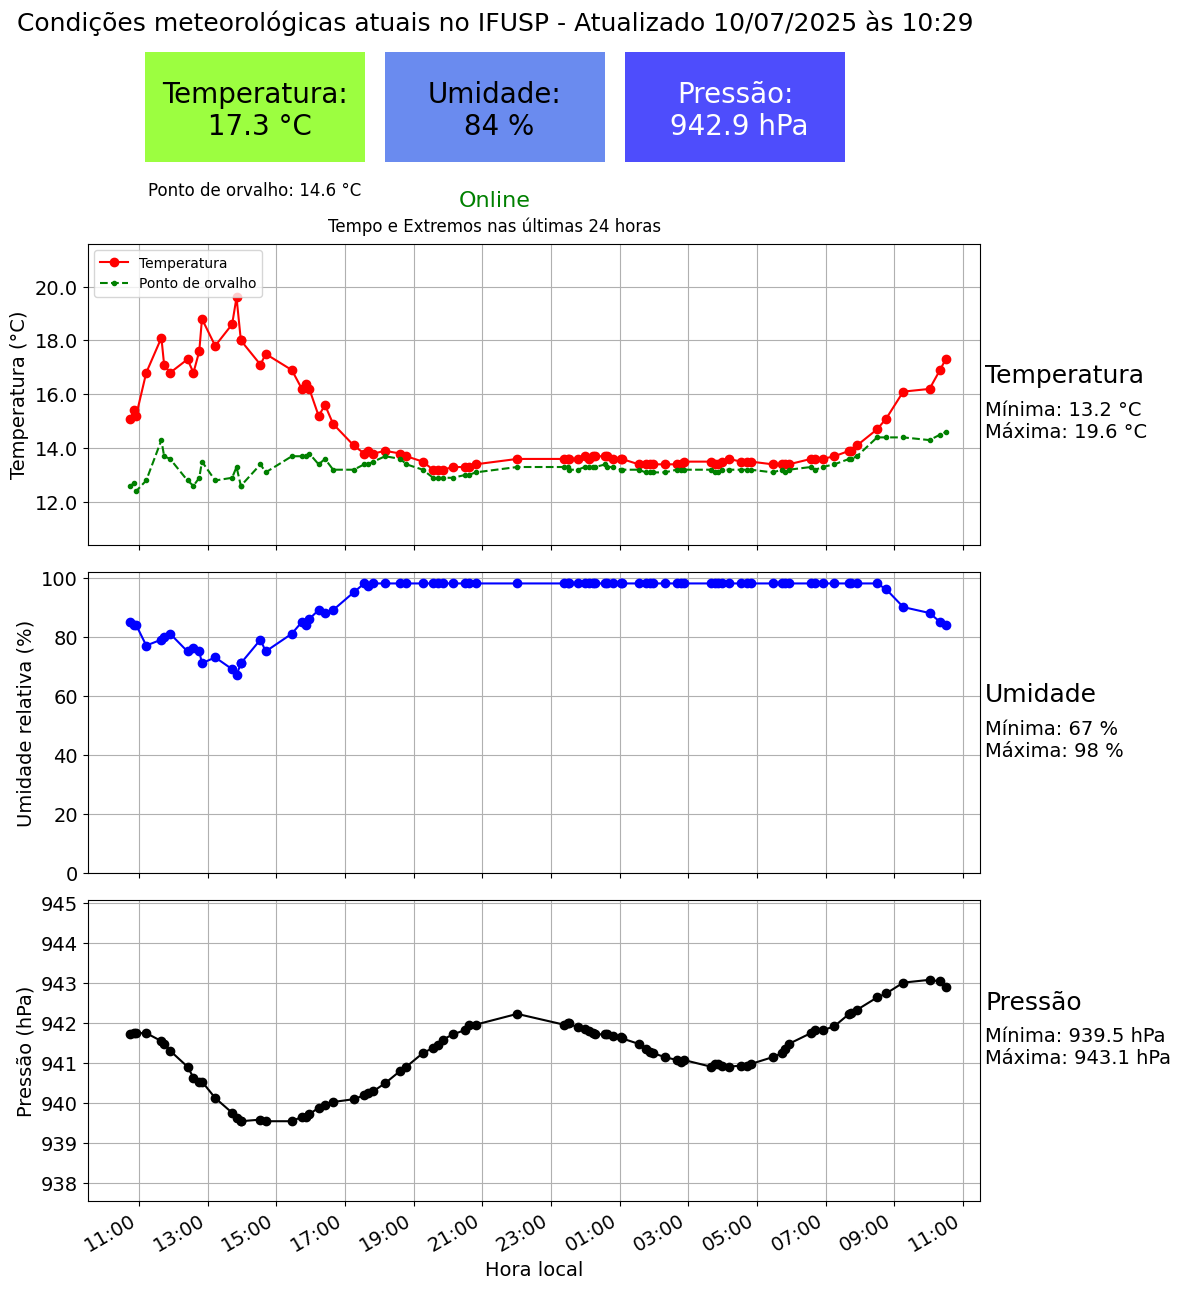 Condições meteorológicas atuais no IFUSP - Atualizado 10/07/2025 às 10:29
Temperatura:
17.3 °C
Umidade:
84 %
Pressão:
942.9 hPa
Ponto de orvalho: 14.6 °C
Online
Tempo e Extremos nas últimas 24 horas
Temperatura
Ponto de orvalho
Temperatura (°C)
20.0
18.0
16.0
14.0
12.0
Temperatura
Mínima: 13.2 °C
Máxima: 19.6 °C
Umidade relativa (%)
100
80
60
40
20
0
Umidade
Mínima: 67 %
Máxima: 98 %
Pressão (hPa)
945
944
943
942
941
940
939
938
Pressão
Mínima: 939.5 hPa
Máxima: 943.1 hPa
11:00
13:00
15:00
17:00
19:00
21:00
23:00
01:00
03:00
05:00
07:00
09:00
11:00
Hora local